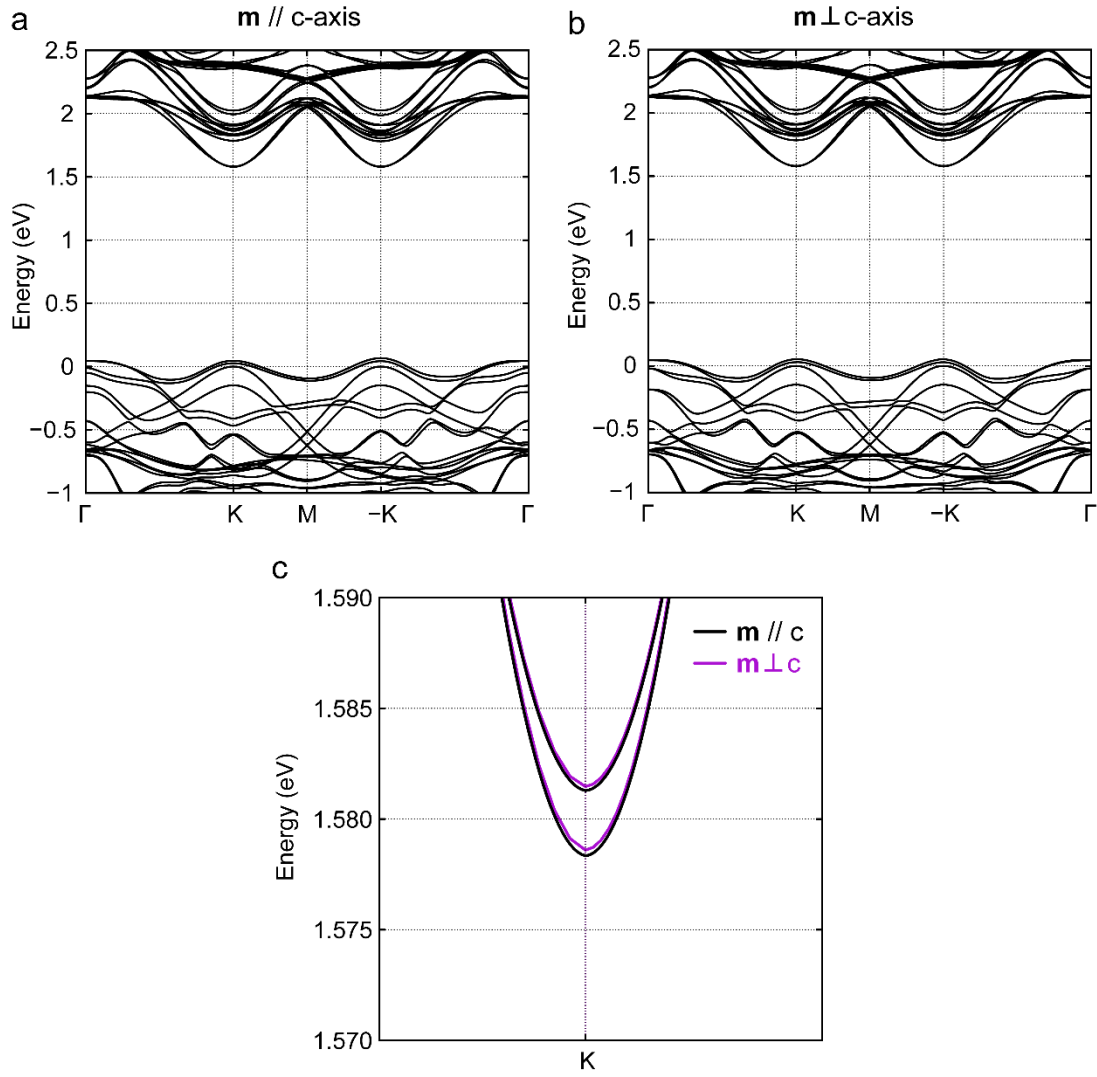 a
m // c-axis
2.5
2
1.5
1
0.5
0
−0.5
−1
Energy (eV)
Γ K M −K Γ
b
m ⊥ c-axis
2.5
2
1.5
1
0.5
0
−0.5
−1
Energy (eV)
Γ K M −K Γ
c
1.590
1.585
1.580
1.575
1.570
Energy (eV)
m // c
m ⊥ c
K